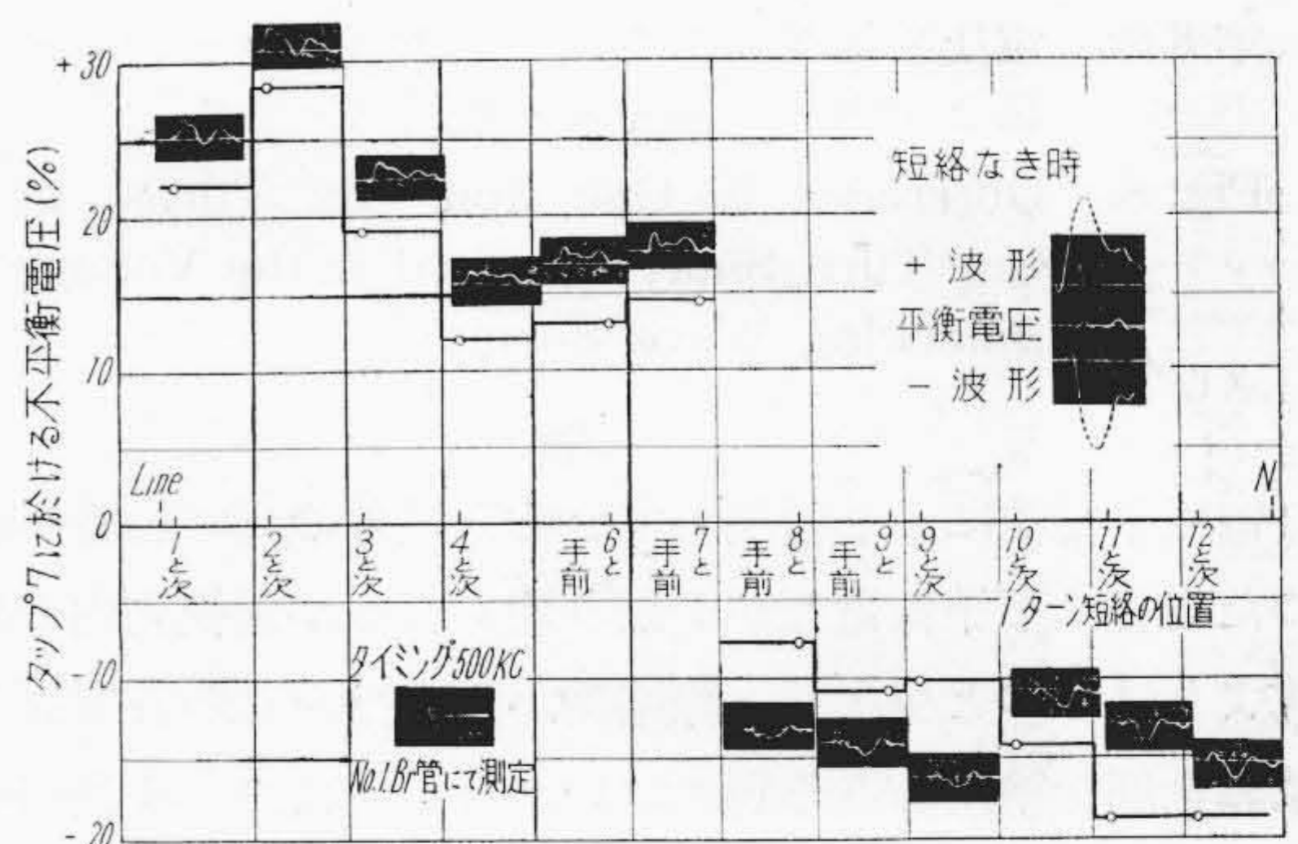 タップに於ける不平衡電圧(%)
+30
20
10
0
-10
-20
Line
N
短絡なき時
+波形
平衡電圧
-波形
1と次
2と次
3と次
4と次
6と手前
7と手前
8と手前
9と手前
9と次
10と次
11と次
12と次
1ターン短絡の位置
タイミング500KC
No.1.Br管にて測定